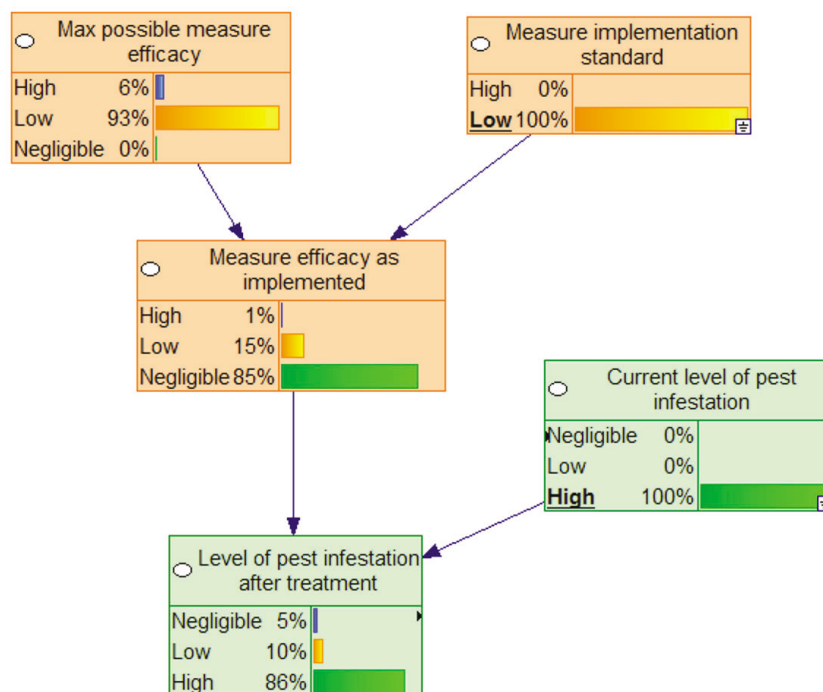 Max possible measure
efficacy
High 6%
Low 93%
Negligible 0%
Measure implementation
standard
High 0%
Low 100%
Measure efficacy as
implemented
High 1%
Low 15%
Negligible 85%
Current level of pest
infestation
Negligible 0%
Low 0%
High 100%
Level of pest infestation
after treatment
Negligible 5%
Low 10%
High 86%